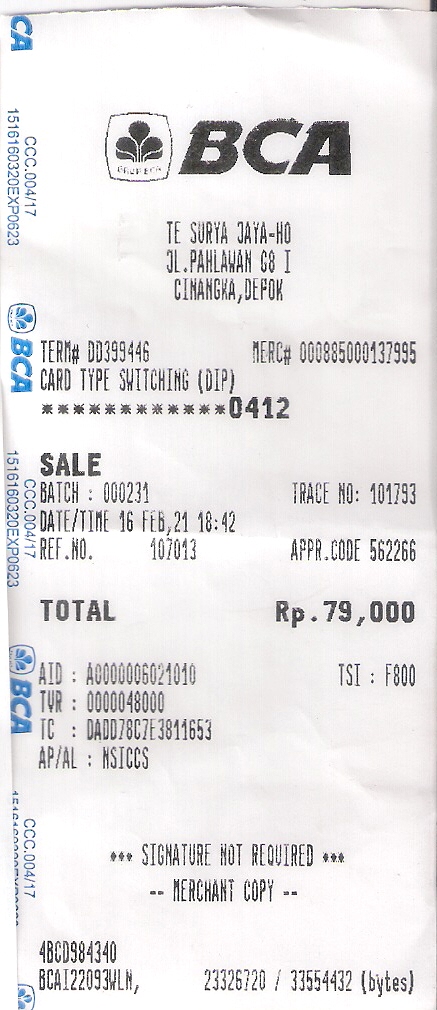 GRUP BCA
BCA
TE SURYA JAYA-HO
JL.PAHLAWAN G8 I
CINANGKA,DEPOK
TERM# DD399446 MERC# 000885000137995
CARD TYPE SWITCHING (DIP)
************0412
SALE
BATCH : 000231 TRACE NO: 101793
DATE/TIME 16 FEB,21 18:42
REF.NO. 107013 APPR.CODE 562266
TOTAL Rp.79,000
AID : A0000006021010 TSI : F800
TVR : 0000048000
TC : DADD78C7E3811653
AP/AL : NSICCS
*** SIGNATURE NOT REQUIRED ***
-- MERCHANT COPY --
4BCD984340
BCAI22093WLN, 23326720 / 33554432 (bytes)
CA
CCC.004/17
1516160320EXP0623
BCA
CCC.004/17
1516160320EXP0623
BCA
CCC.004/17